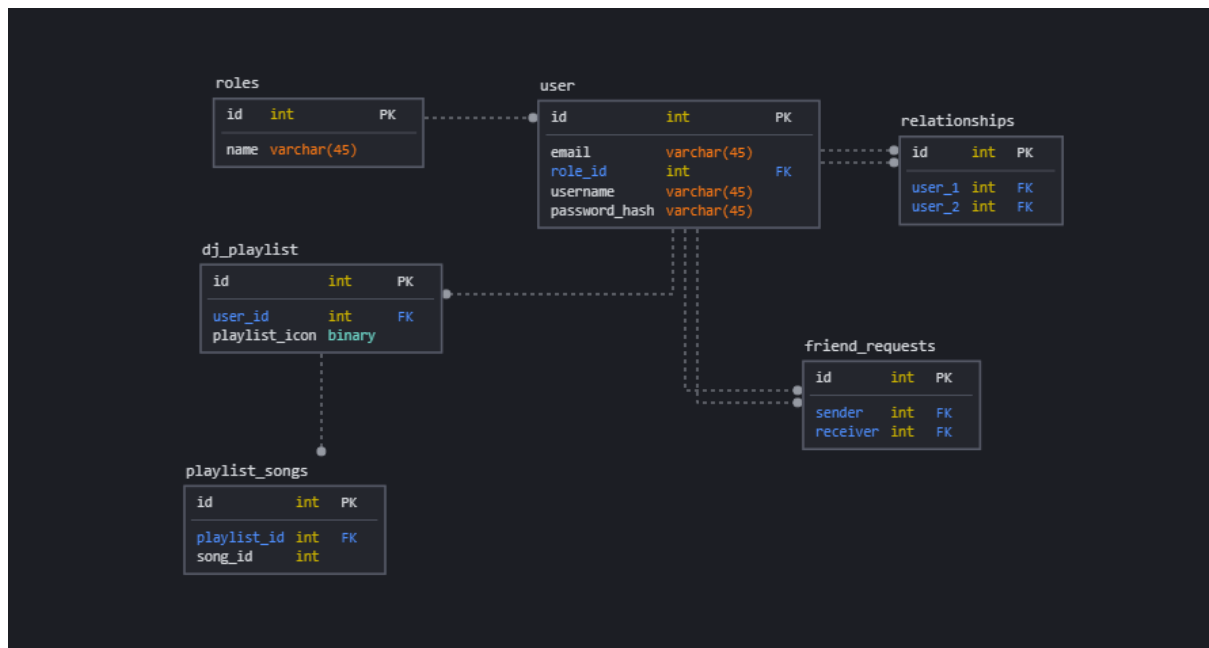 roles
id int PK
name varchar(45)
user
id int PK
email varchar(45)
role_id int FK
username varchar(45)
password_hash varchar(45)
relationships
id int PK
user_1 int FK
user_2 int FK
dj_playlist
id int PK
user_id int FK
playlist_icon binary
friend_requests
id int PK
sender int FK
receiver int FK
playlist_songs
id int PK
playlist_id int FK
song_id int